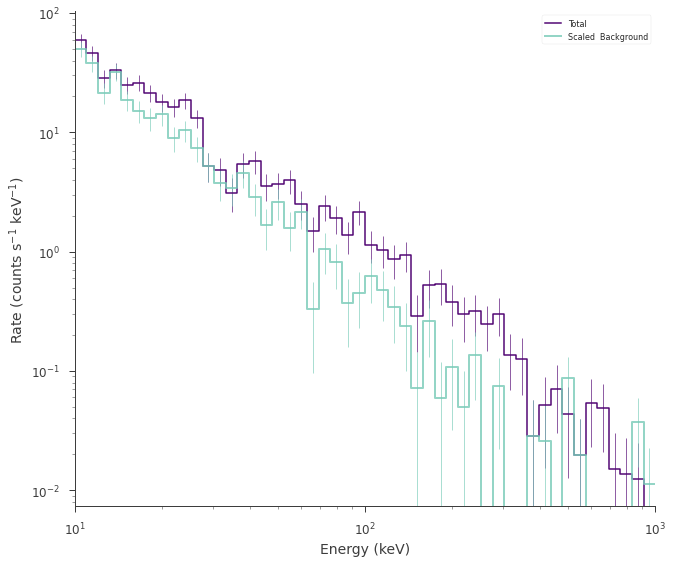 10²
Total
Scaled  Background
10¹
10⁰
10⁻¹
10⁻²
Rate (counts s⁻¹ keV⁻¹)
10¹
10²
10³
Energy (keV)